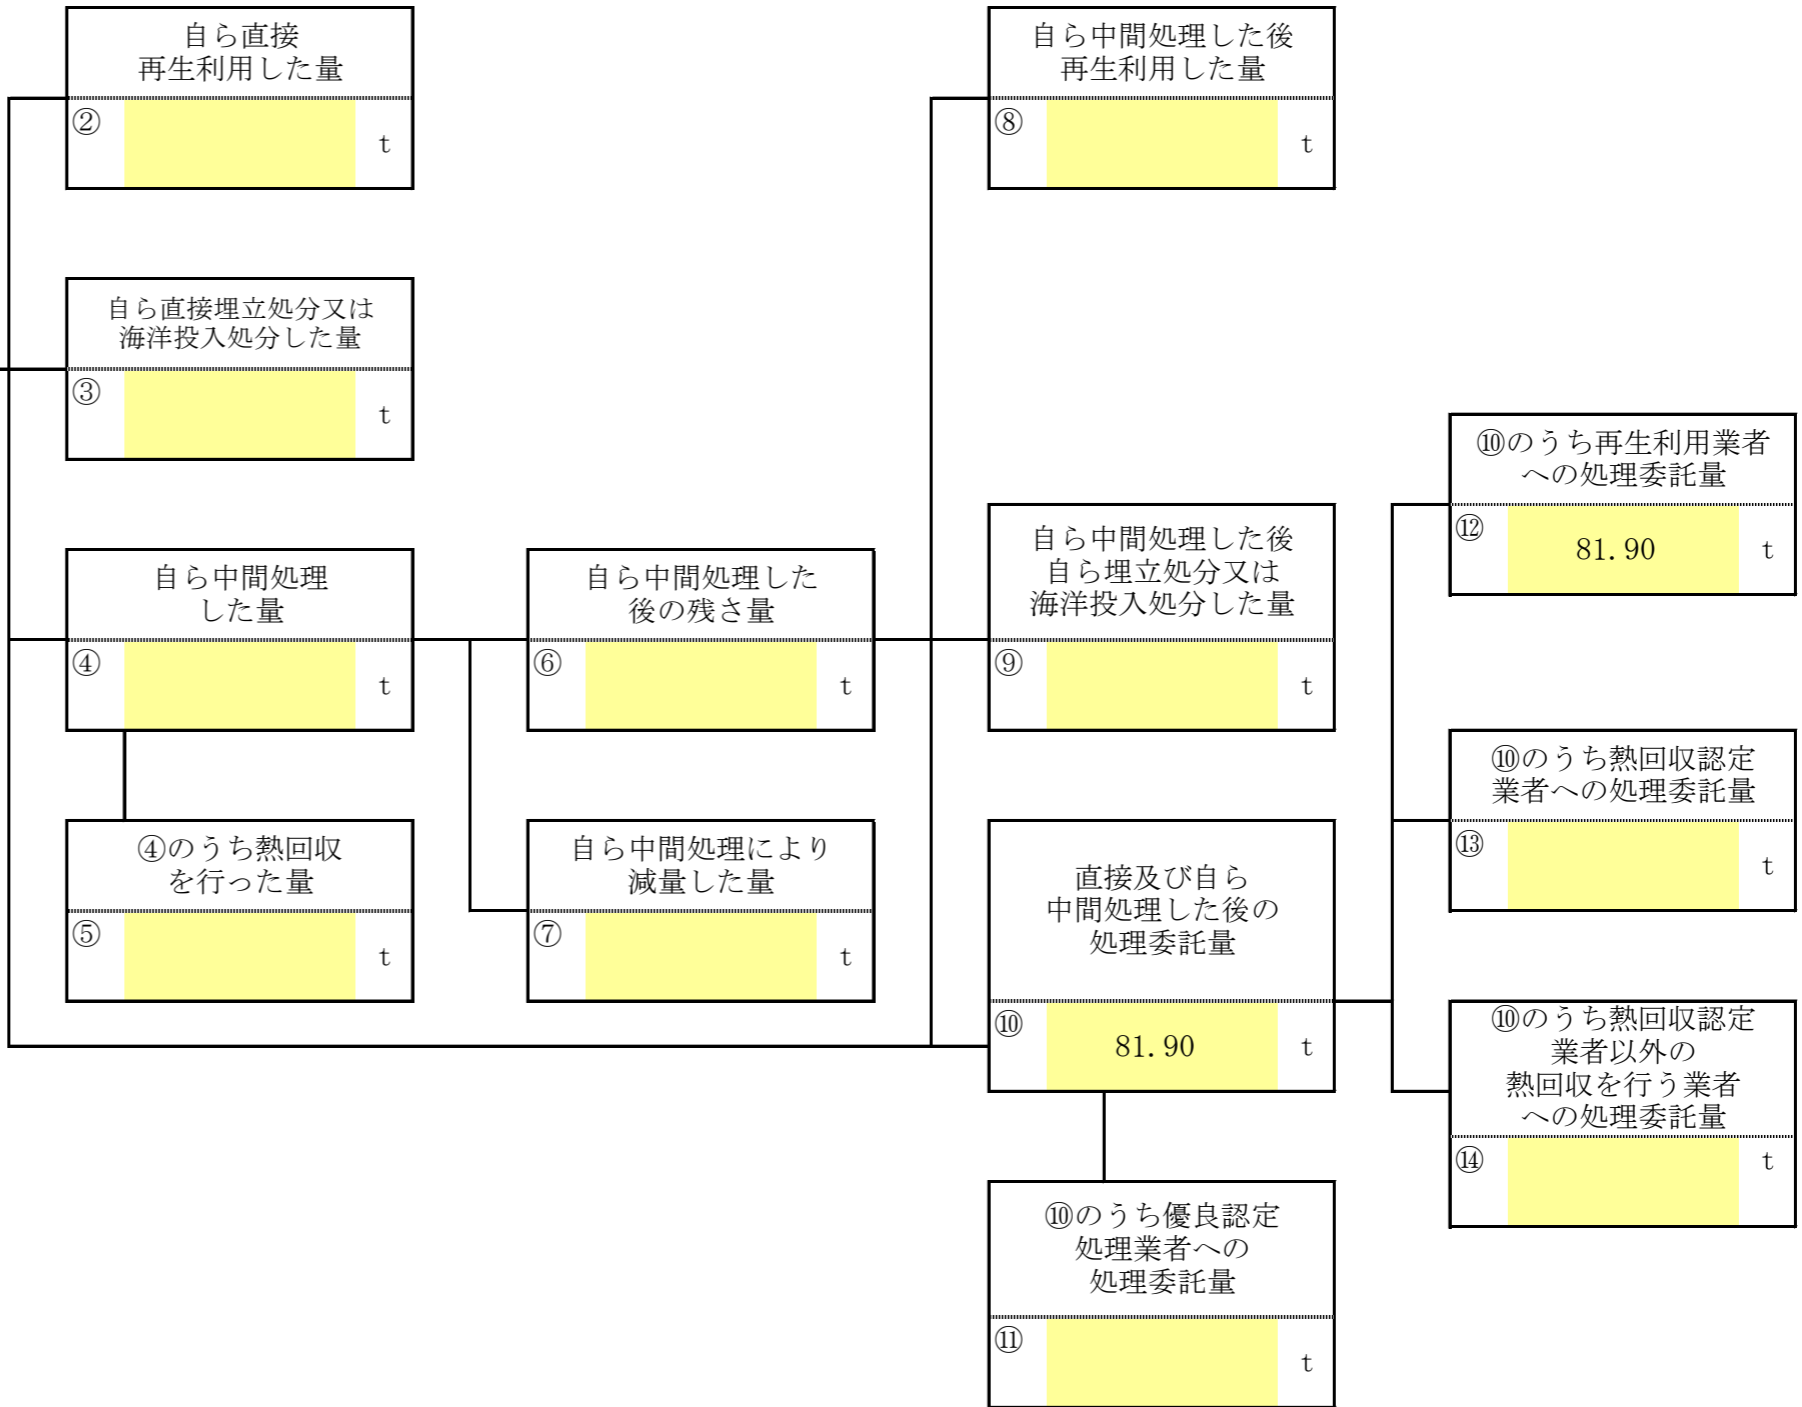 自ら直接
再生利用した量
②
t
自ら中間処理した後
再生利用した量
⑧
t
自ら直接埋立処分又は
海洋投入処分した量
③
t
⑩のうち再生利用業者
への処理委託量
⑫
81.90
t
自ら中間処理
した量
④
t
自ら中間処理した
後の残さ量
⑥
t
自ら中間処理した後
自ら埋立処分又は
海洋投入処分した量
⑨
t
⑩のうち熱回収認定
業者への処理委託量
⑬
t
④のうち熱回収
を行った量
⑤
t
自ら中間処理により
減量した量
⑦
t
直接及び自ら
中間処理した後の
処理委託量
⑩
81.90
t
⑩のうち熱回収認定
業者以外の
熱回収を行う業者
への処理委託量
⑭
t
⑩のうち優良認定
処理業者への
処理委託量
⑪
t